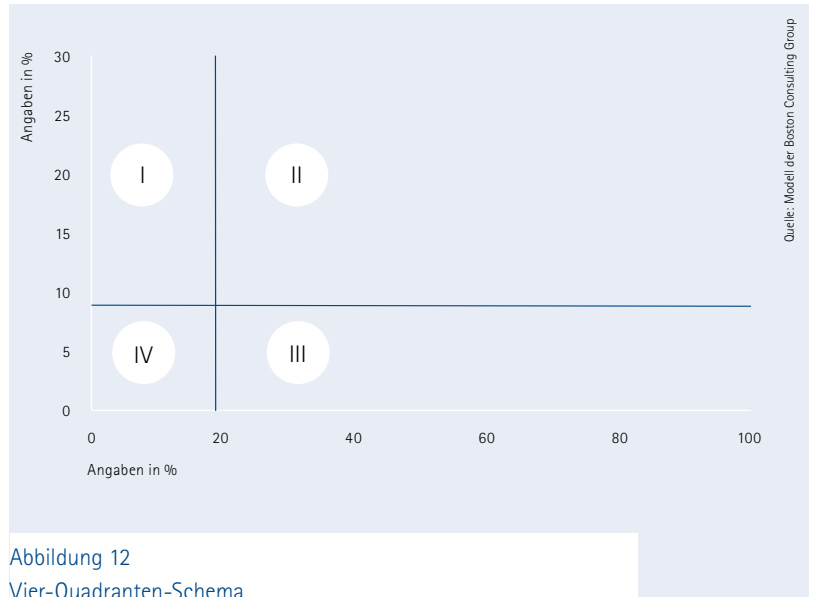 Angaben in %
30
25
20
15
10
5
0
I
II
IV
III
0 20 40 60 80 100
Angaben in %
Quelle: Modell der Boston Consulting Group
Abbildung 12
Vier-Quadranten-Schema